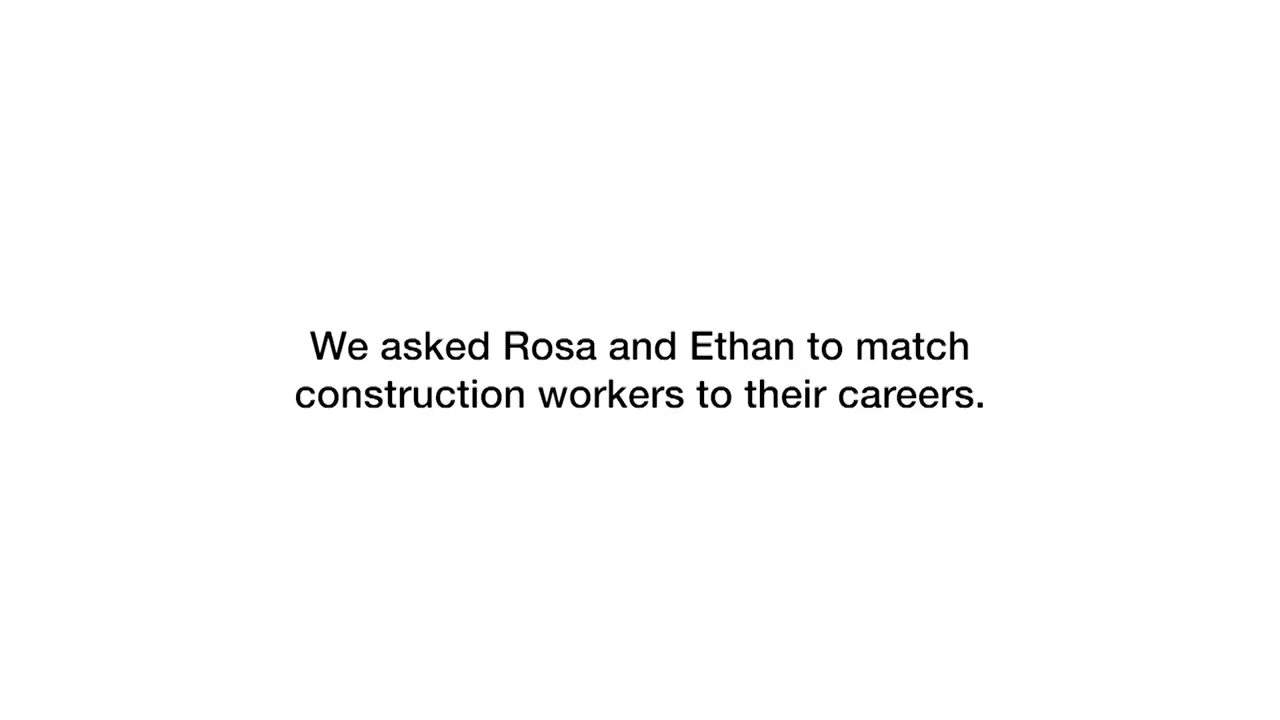 We asked Rosa and Ethan to match
construction workers to their careers.